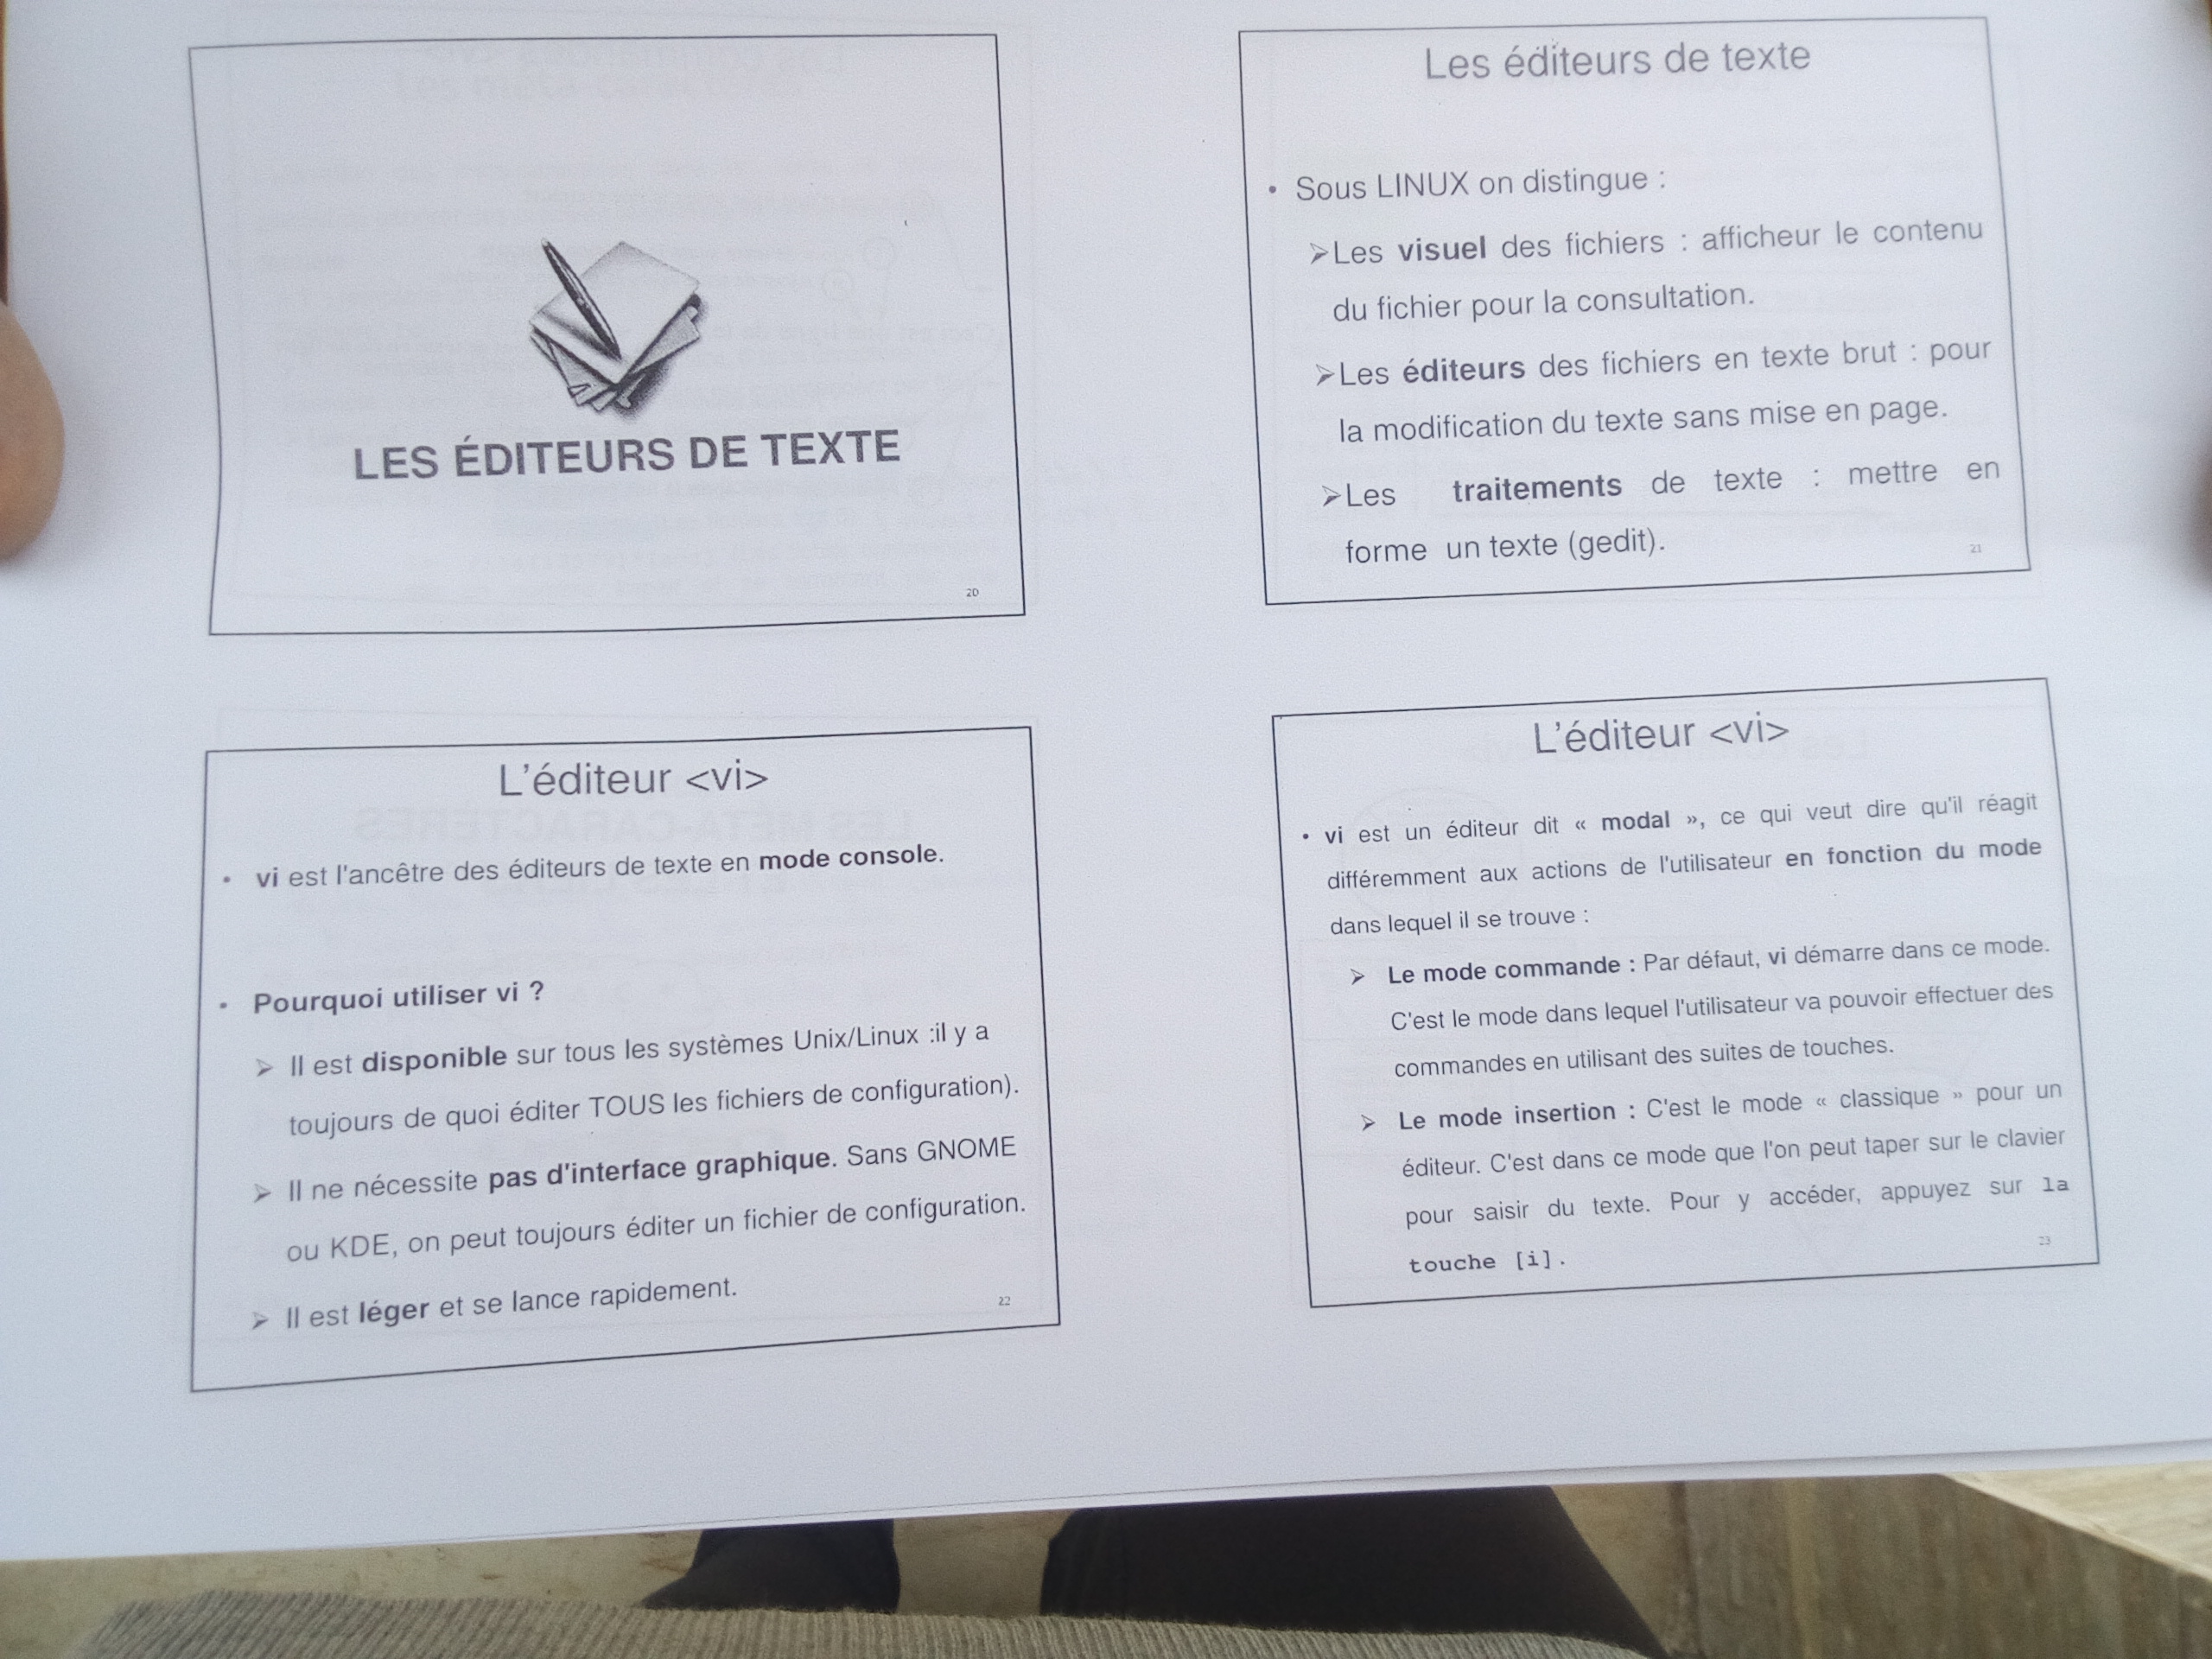 LES ÉDITEURS DE TEXTE
20
Les éditeurs de texte
• Sous LINUX on distingue :
➢Les visuel des fichiers : afficheur le contenu
du fichier pour la consultation.
➢Les éditeurs des fichiers en texte brut : pour
la modification du texte sans mise en page.
➢Les traitements de texte : mettre en
forme un texte (gedit).
21
L'éditeur <vi>
• vi est l'ancêtre des éditeurs de texte en mode console.
• Pourquoi utiliser vi ?
➢ Il est disponible sur tous les systèmes Unix/Linux :il y a
toujours de quoi éditer TOUS les fichiers de configuration).
➢ Il ne nécessite pas d'interface graphique. Sans GNOME
ou KDE, on peut toujours éditer un fichier de configuration.
➢ Il est léger et se lance rapidement.
22
L'éditeur <vi>
• vi est un éditeur dit « modal », ce qui veut dire qu'il réagit
différemment aux actions de l'utilisateur en fonction du mode
dans lequel il se trouve :
➢ Le mode commande : Par défaut, vi démarre dans ce mode.
C'est le mode dans lequel l'utilisateur va pouvoir effectuer des
commandes en utilisant des suites de touches.
➢ Le mode insertion : C'est le mode « classique » pour un
éditeur. C'est dans ce mode que l'on peut taper sur le clavier
pour saisir du texte. Pour y accéder, appuyez sur la
touche [i].
23